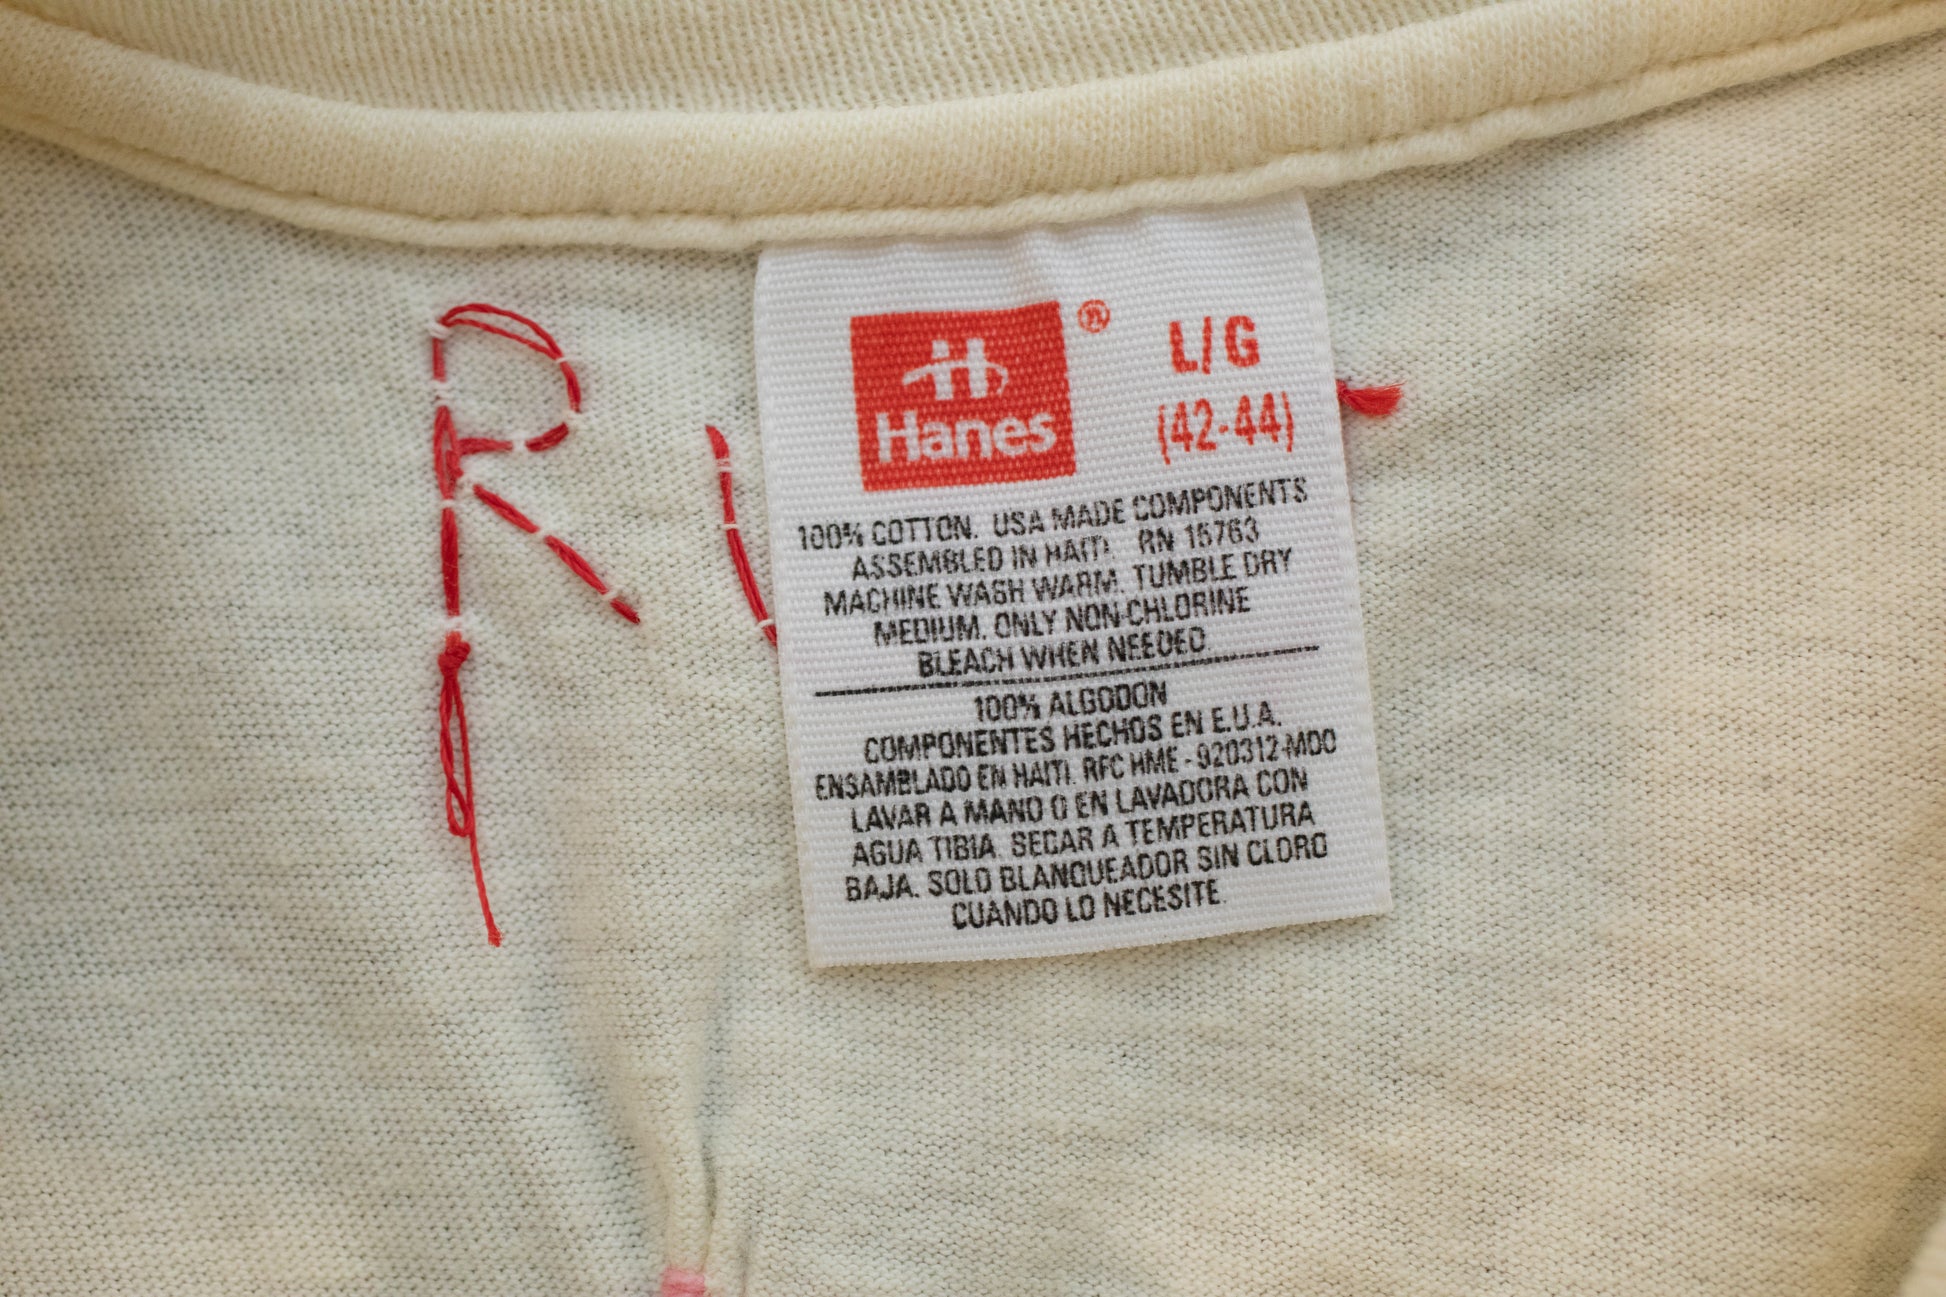 R
Hanes ®
L/G
(42-44)
100% COTTON. USA MADE COMPONENTS
ASSEMBLED IN HAITI. RN 15763
MACHINE WASH WARM. TUMBLE DRY
MEDIUM. ONLY NON-CHLORINE
BLEACH WHEN NEEDED.
100% ALGODON
COMPONENTES HECHOS EN E.U.A.
ENSAMBLADO EN HAITI. RFC HME - 920312-MD0
LAVAR A MANO O EN LAVADORA CON
AGUA TIBIA. SECAR A TEMPERATURA
BAJA. SOLO BLANQUEADOR SIN CLORO
CUANDO LO NECESITE.